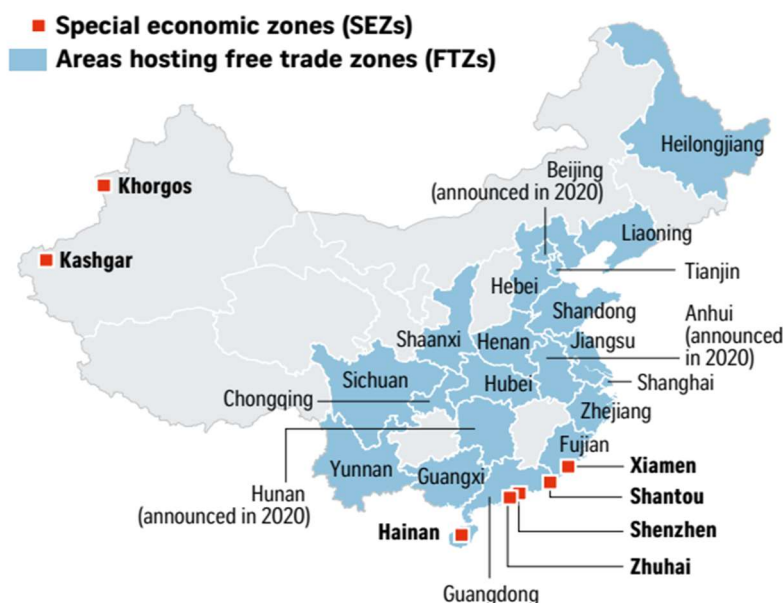 Special economic zones (SEZs)
Areas hosting free trade zones (FTZs)
Heilongjiang
Beijing
(announced in 2020)
Khorgos
Liaoning
Kashgar
Tianjin
Hebei
Shandong
Anhui
(announced
in 2020)
Shaanxi
Henan
Jiangsu
Sichuan
Hubei
Shanghai
Chongqing
Zhejiang
Fujian
Yunnan
Guangxi
Xiamen
Hunan
(announced in 2020)
Shantou
Hainan
Shenzhen
Zhuhai
Guangdong